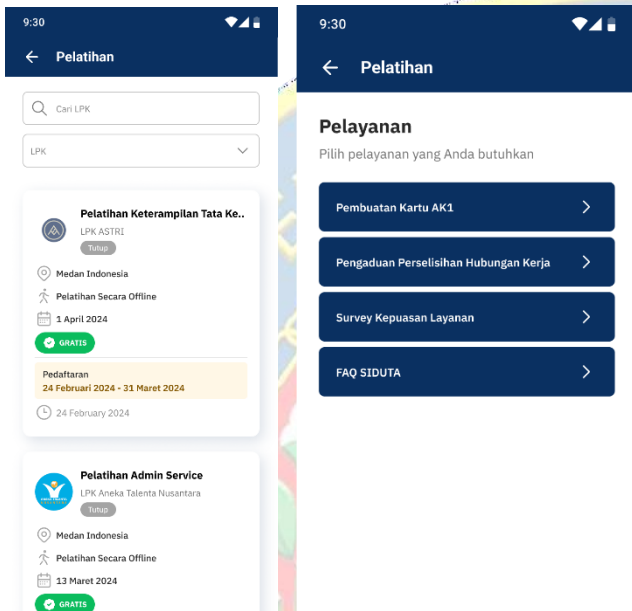 9:30
Pelatihan
Cari LPK
LPK
Pelatihan Keterampilan Tata Ke..
LPK ASTRI
Tutup
Medan Indonesia
Pelatihan Secara Offline
1 April 2024
GRATIS
Pedaftaran
24 Februari 2024 - 31 Maret 2024
24 February 2024
Pelatihan Admin Service
LPK Aneka Talenta Nusantara
Tutup
Medan Indonesia
Pelatihan Secara Offline
13 Maret 2024
GRATIS
9:30
Pelatihan
Pelayanan
Pilih pelayanan yang Anda butuhkan
Pembuatan Kartu AK1
Pengaduan Perselisihan Hubungan Kerja
Survey Kepuasan Layanan
FAQ SIDUTA